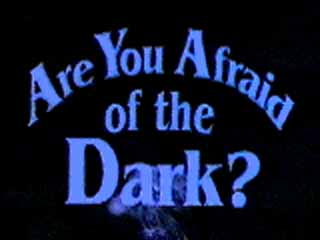 Are You Afraid
of the
Dark?